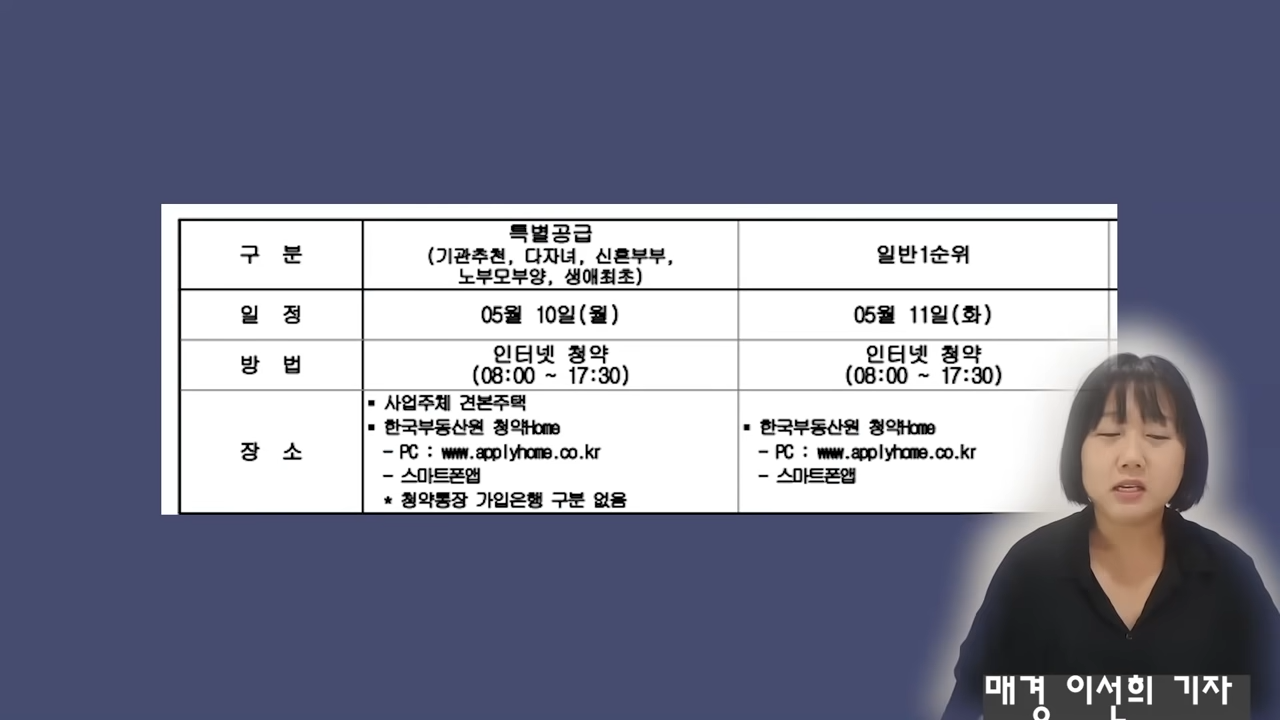 구 분
특별공급
(기관추천, 다자녀, 신혼부부,
노부모부양, 생애최초)
일반1순위
일 정
05월 10일(월)
05월 11일(화)
방 법
인터넷 청약
(08:00 ~ 17:30)
인터넷 청약
(08:00 ~ 17:30)
장 소
▪ 사업주체 견본주택
▪ 한국부동산원 청약Home
- PC : www.applyhome.co.kr
- 스마트폰앱
* 청약통장 가입은행 구분 없음
▪ 한국부동산원 청약Home
- PC : www.applyhome.co.kr
- 스마트폰앱
매경 이선희 기자